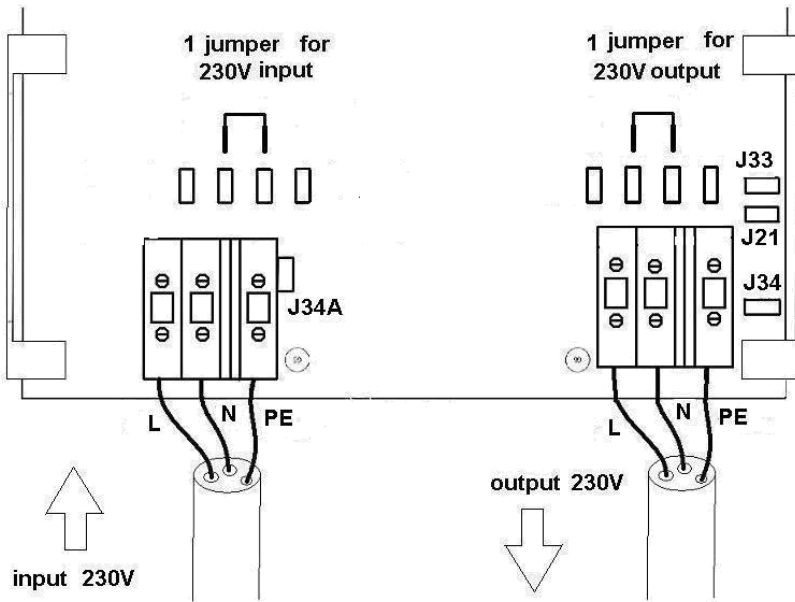 1 jumper for
230V input
1 jumper for
230V output
J33
J21
J34A
J34
L
N
PE
L
N
PE
input 230V
output 230V